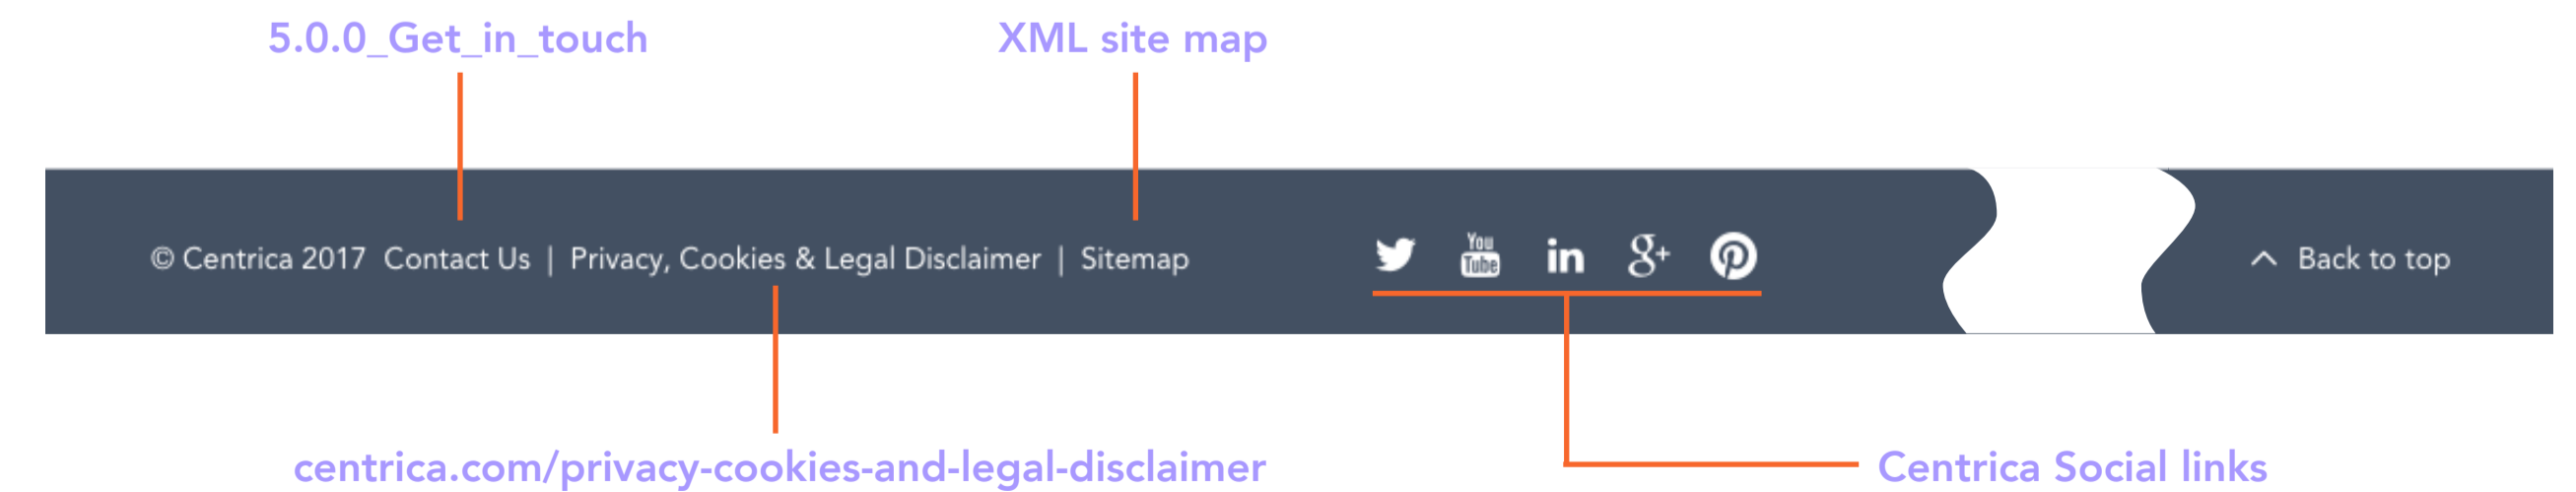 5.0.0_Get_in_touch
XML site map
© Centrica 2017 Contact Us | Privacy, Cookies & Legal Disclaimer | Sitemap
You
Tube
in
g+
Back to top
centrica.com/privacy-cookies-and-legal-disclaimer
Centrica Social links